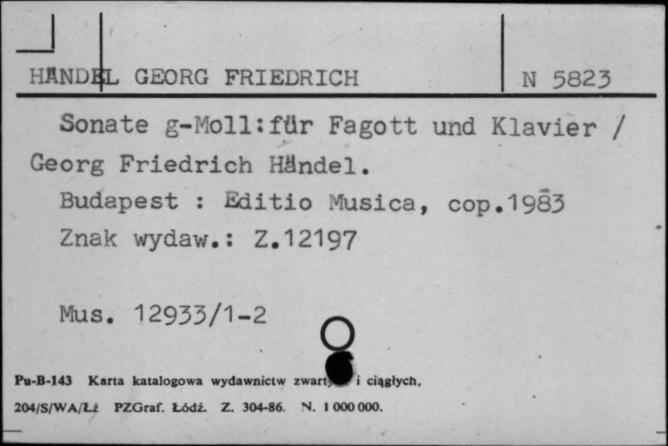 HÄNDEL GEORG FRIEDRICH N 5823
Sonate g-Moll:für Fagott und Klavier /
Georg Friedrich Händel.
Budapest : Editio Musica, cop.1983
Znak wydaw.: Z.12197
Mus. 12933/1-2
Pu-B-143 Karta katalogowa wydawnictw i ciągłych,
204/S/WA/Łż PZGraf. Łódź. Z. 304-86. N. 1 000 000.